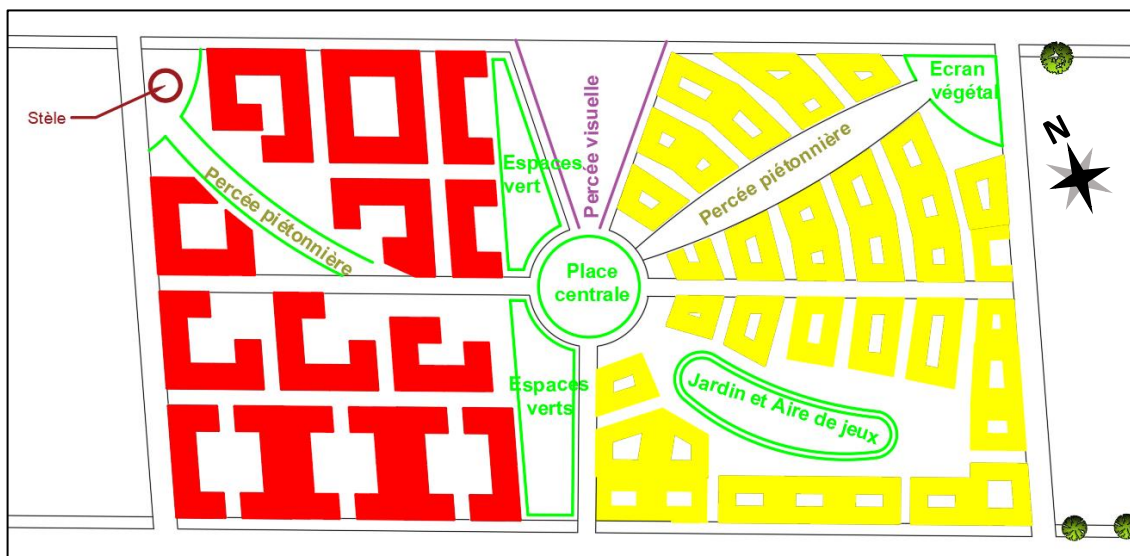 Stèle
Percée piétonnière
Espaces
vert
Percée visuelle
Percée piétonnière
Ecran
végétal
N
Place
centrale
Espaces
verts
Jardin et Aire de jeux